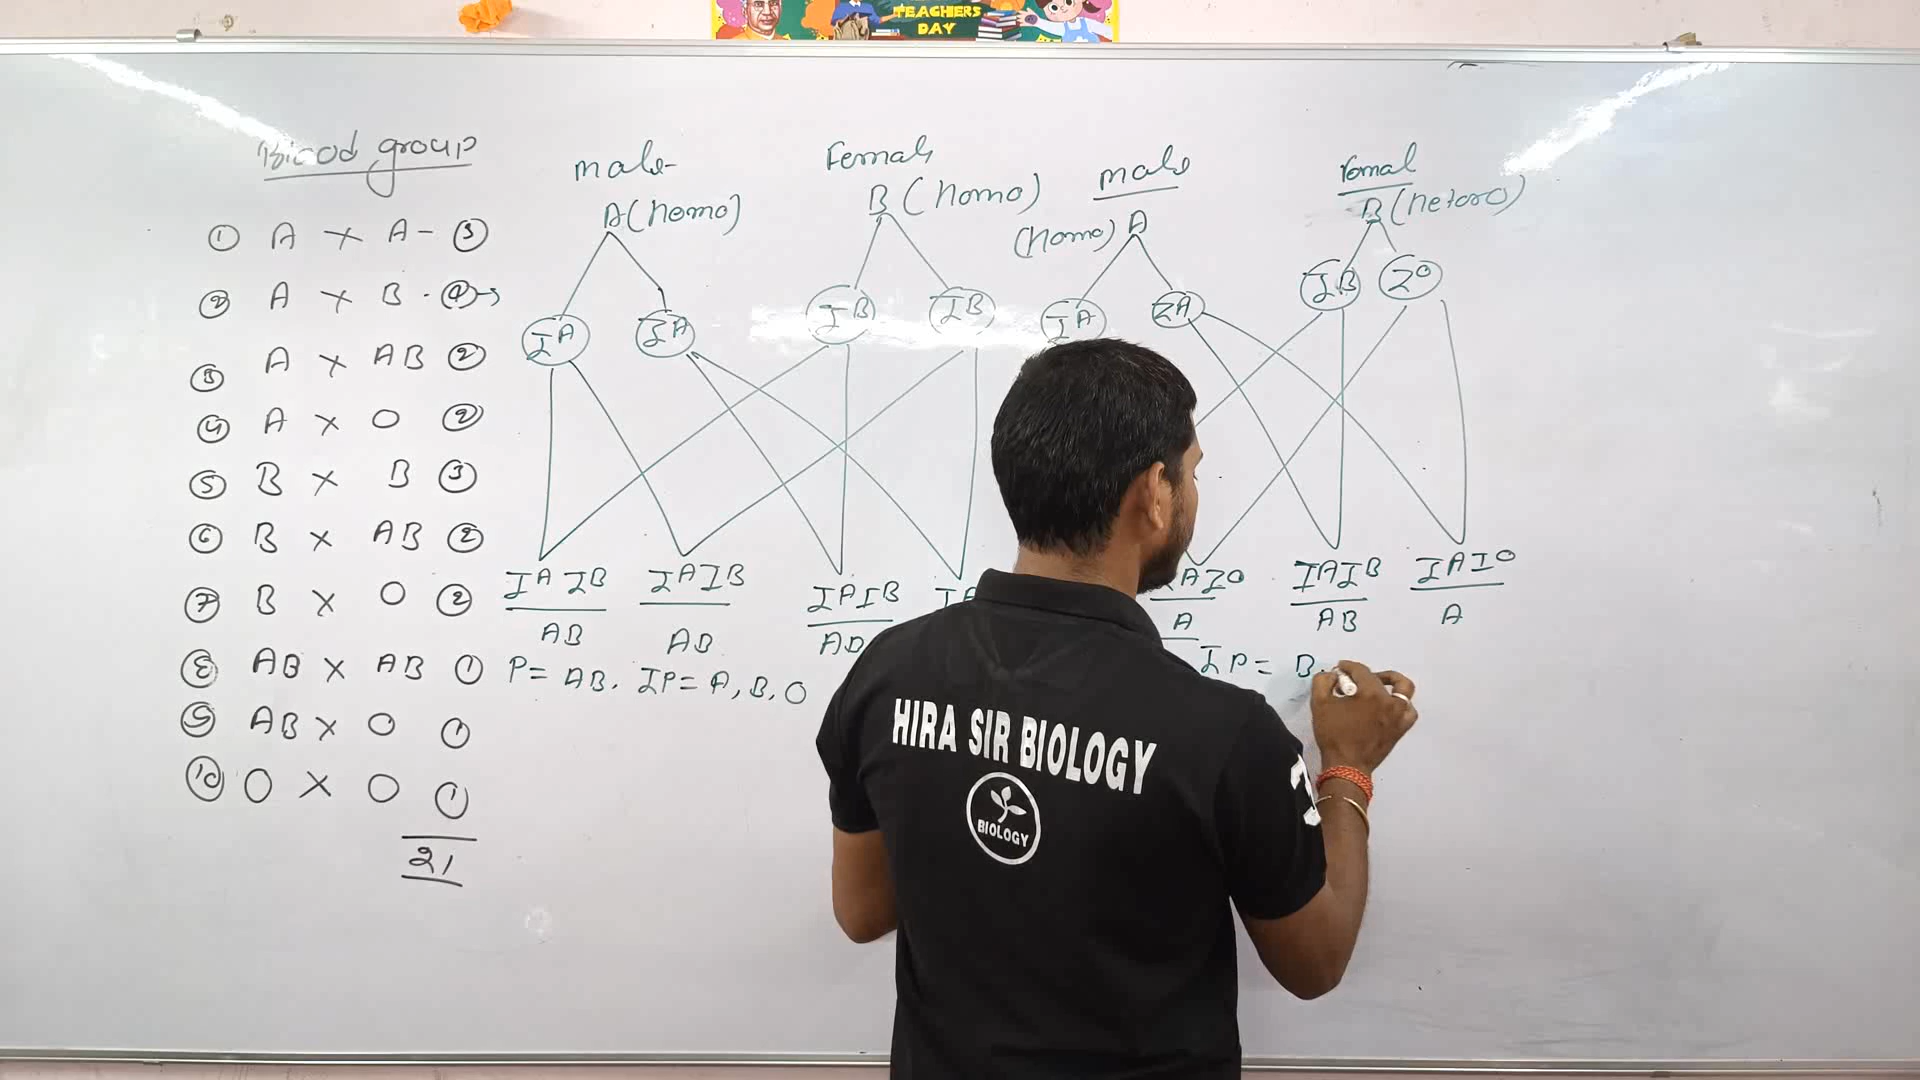 TEACHERS
DAY
Blood group
① A × A - ③
② A × B - ④→
③ A × AB ②
④ A × O ②
⑤ B × B ③
⑥ B × AB ②
⑦ B × O ②
⑧ AB × AB ①
⑨ AB × O ①
⑩ O × O ①
21
male
A (homo)
Female
B (homo)
IA IA IB IB
IA IB IA IB IA IB IA
AB AB AB
P = AB. IP = A, B, O
male
(homo) A
Femal
B (hetoro)
IA IA IB IO
AIO IA IB IA IO
A AB A
IP = B.
HIRA SIR BIOLOGY
BIOLOGY